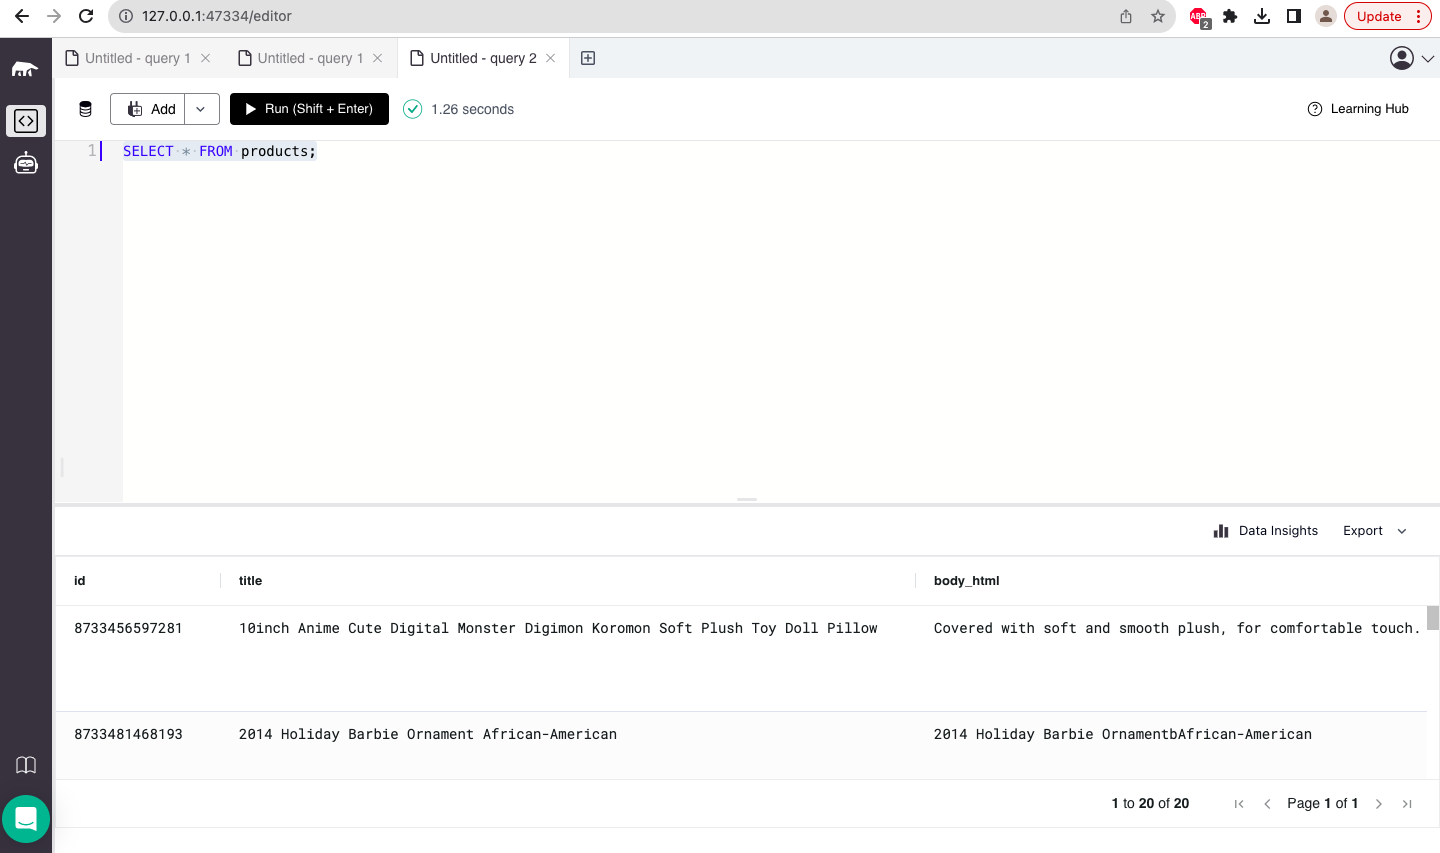 127.0.0.1:47334/editor
ABP
2
Update
Untitled - query 1
Untitled - query 1
Untitled - query 2
Add
Run (Shift + Enter)
1.26 seconds
Learning Hub
1
SELECT * FROM products;
Data Insights
Export
id
title
body_html
8733456597281
10inch Anime Cute Digital Monster Digimon Koromon Soft Plush Toy Doll Pillow
Covered with soft and smooth plush, for comfortable touch.
8733481468193
2014 Holiday Barbie Ornament African-American
2014 Holiday Barbie OrnamentbAfrican-American
1 to 20 of 20
Page 1 of 1